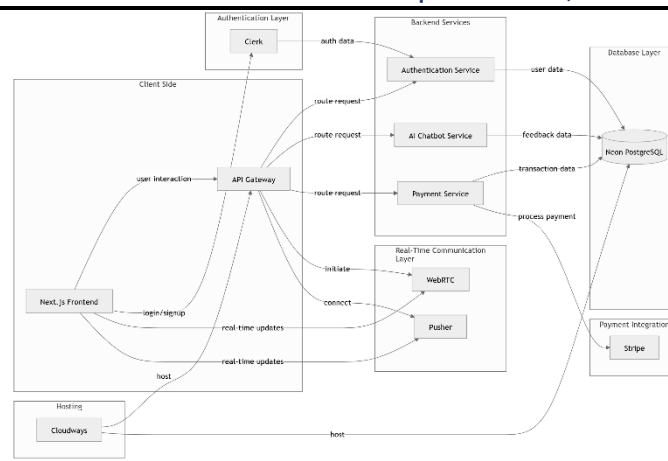 Authentication Layer
Clerk
auth data
Backend Services
Authentication Service
user data
Database Layer
Client Side
route request
route request
AI Chatbot Service
feedback data
Neon PostgreSQL
user interaction
API Gateway
transaction data
route request
Payment Service
process payment
Real-Time Communication
Layer
initiate
WebRTC
Next.js Frontend
connect
login/signup
real-time updates
Pusher
Payment Integration
Stripe
real-time updates
host
Hosting
Cloudways
host